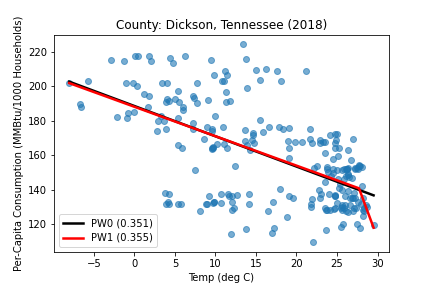 County: Dickson, Tennessee (2018)
Per-Capita Consumption (MMBtu/1000 Households)
220
200
180
160
140
120
PW0 (0.351)
PW1 (0.355)
−5 0 5 10 15 20 25 30
Temp (deg C)